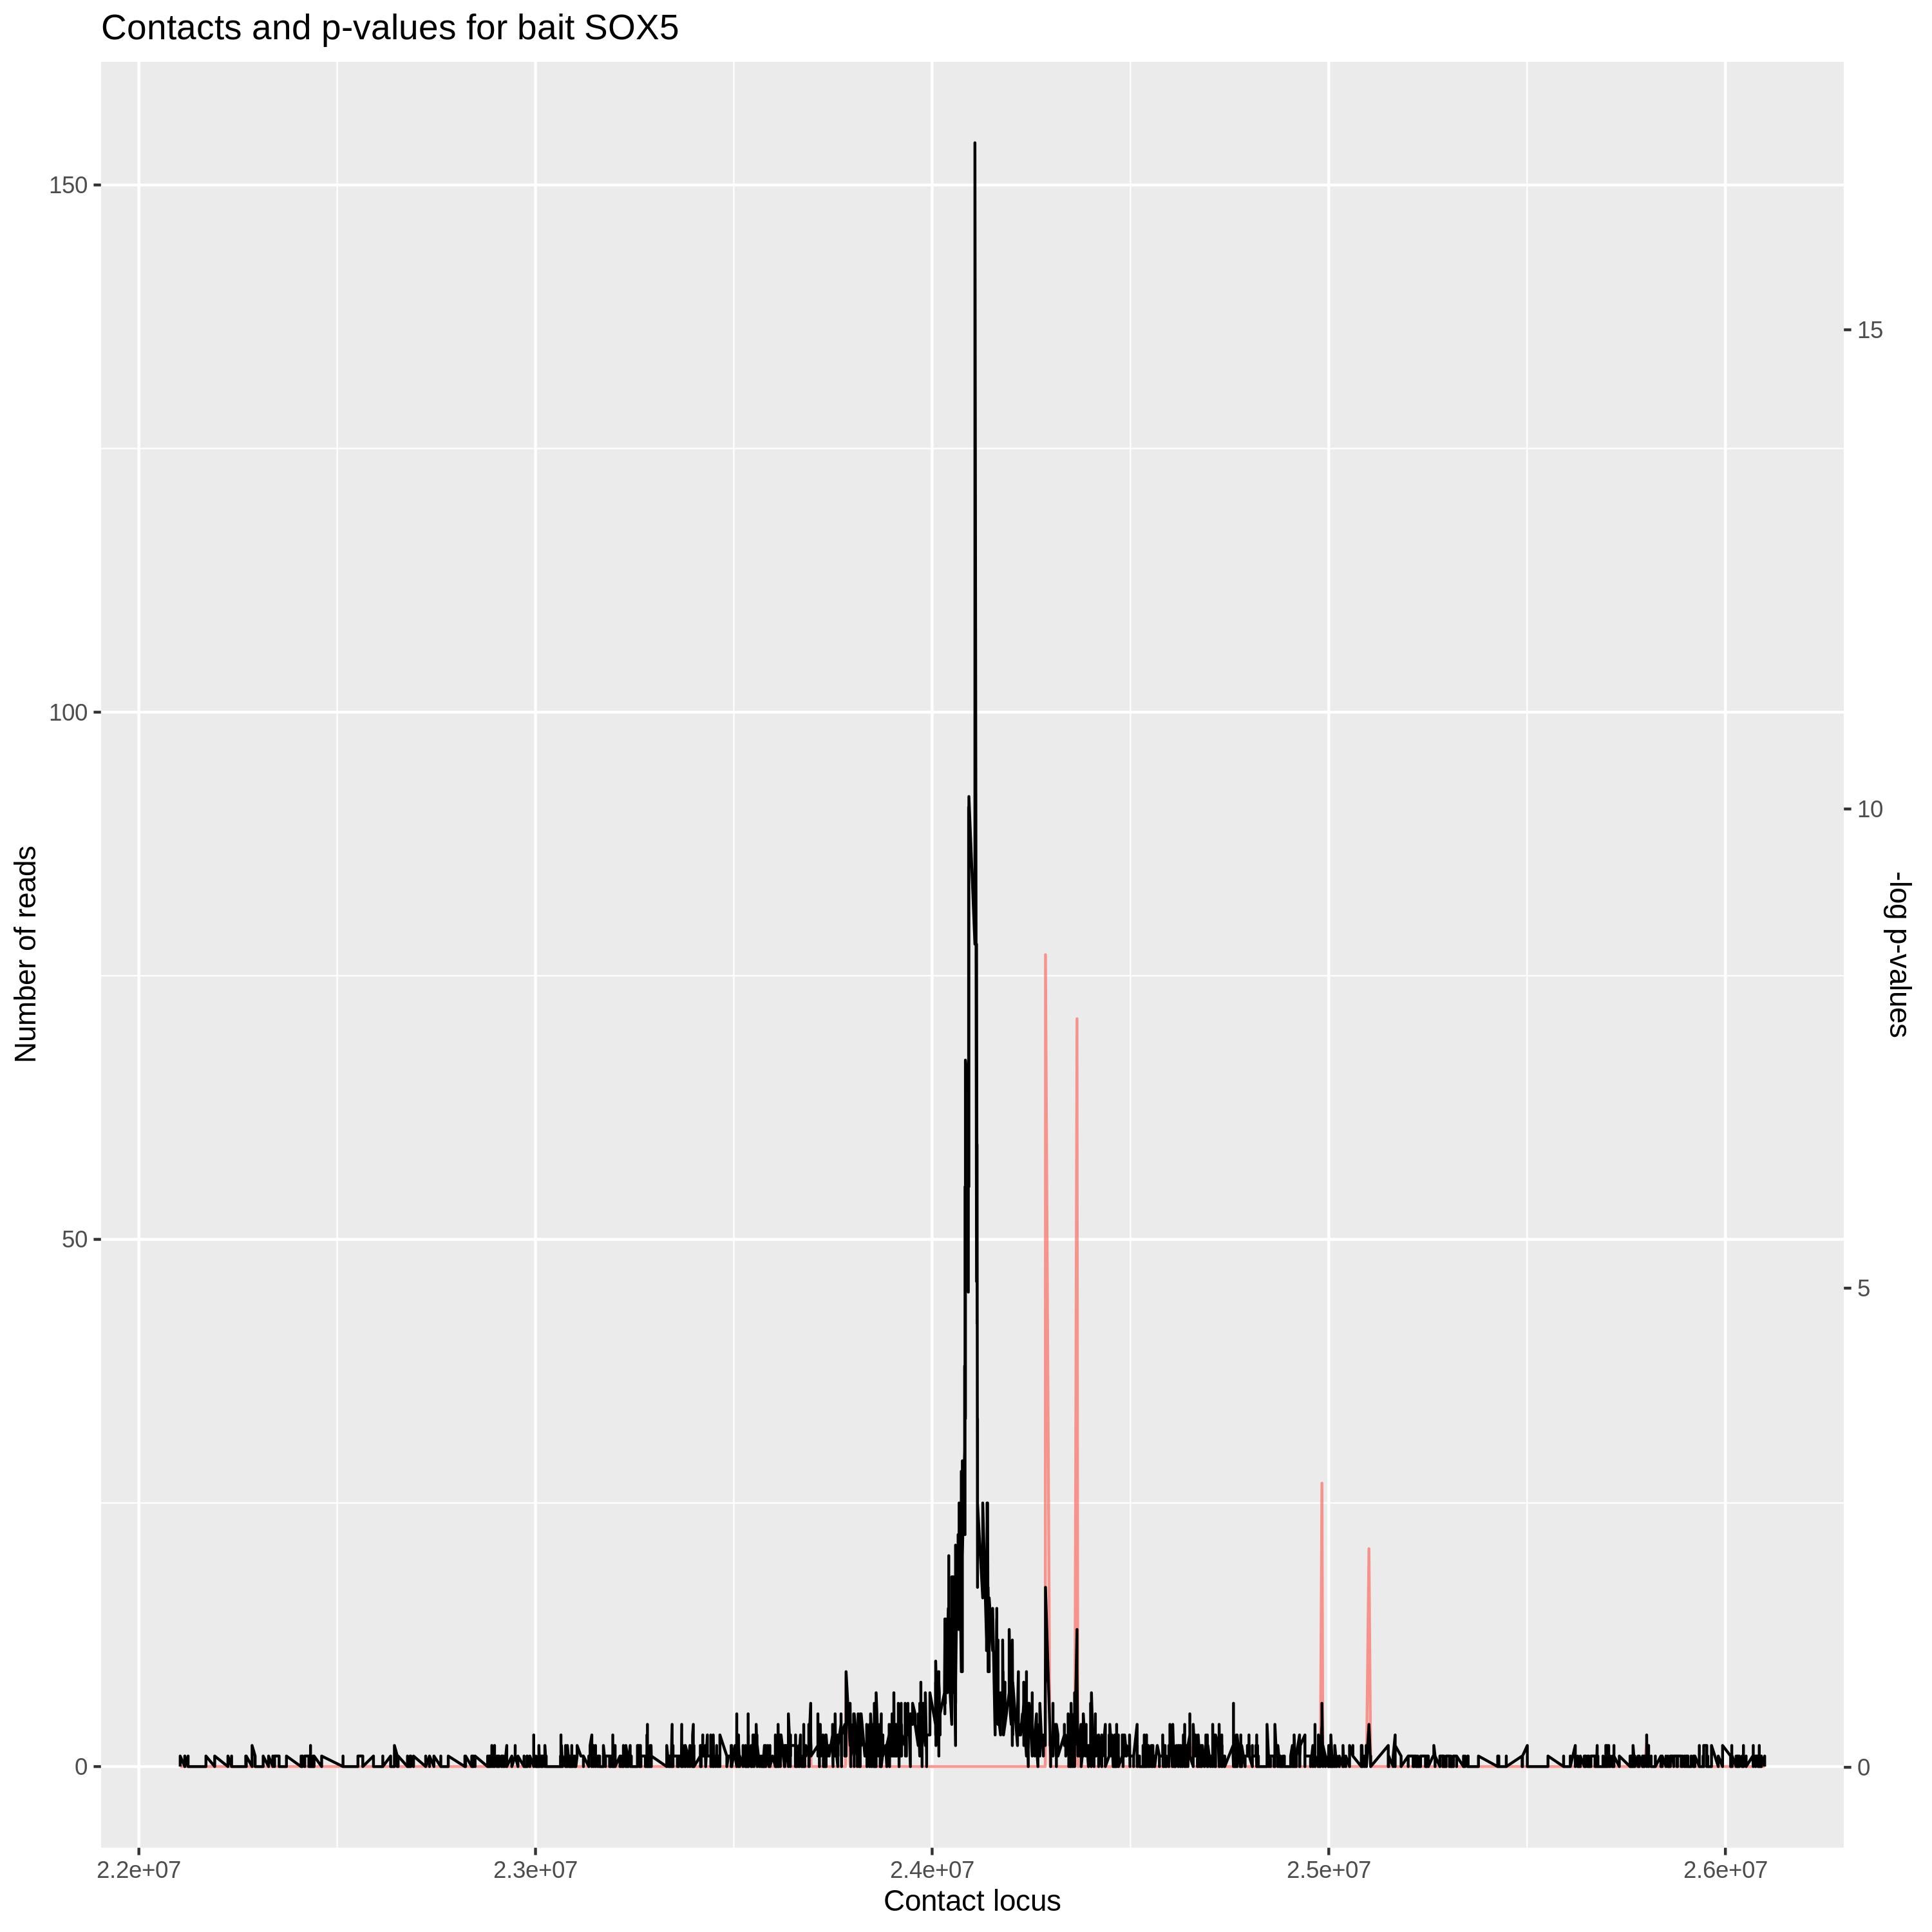 Contacts and p-values for bait SOX5
150
100
50
0
Number of reads
15
10
5
0
-log p-values
2.2e+07
2.3e+07
2.4e+07
2.5e+07
2.6e+07
Contact locus